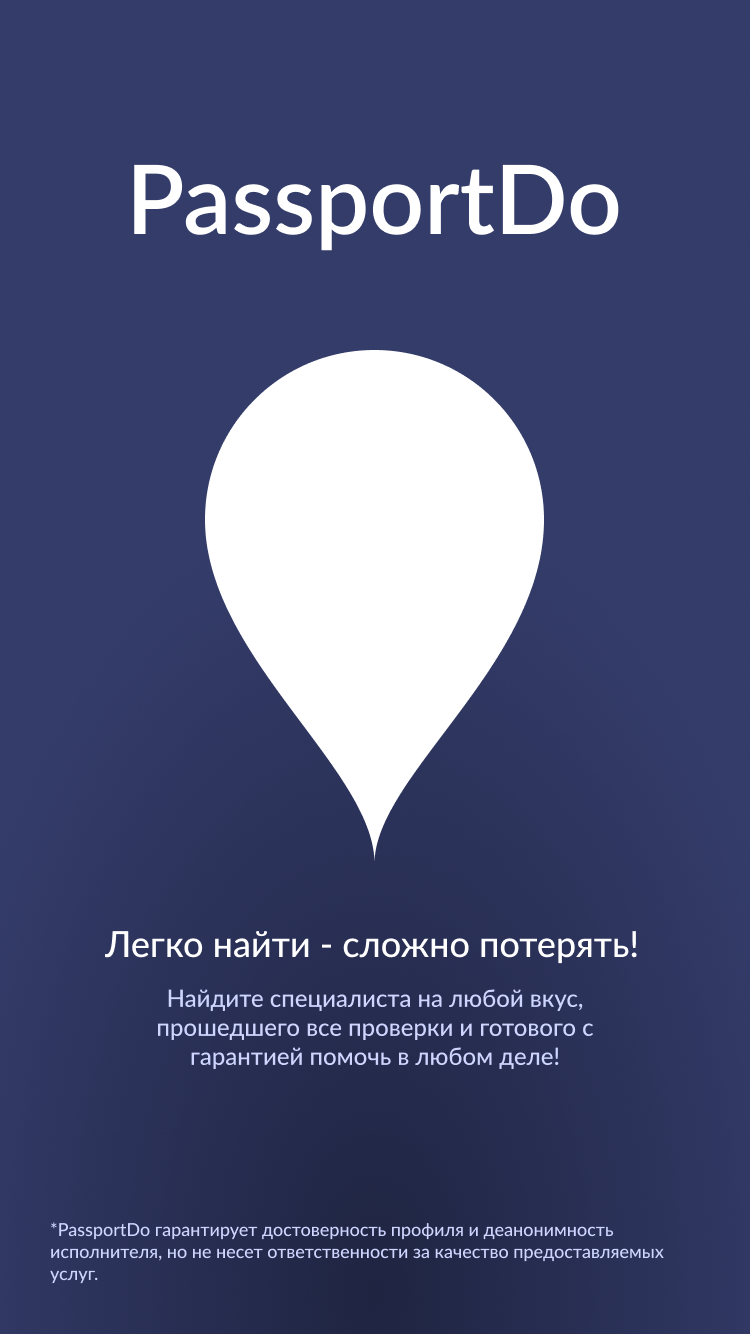 PassportDo
Легко найти - сложно потерять!
Найдите специалиста на любой вкус,
прошедшего все проверки и готового с
гарантией помочь в любом деле!
*PassportDo гарантирует достоверность профиля и деанонимность
исполнителя, но не несет ответственности за качество предоставляемых
услуг.